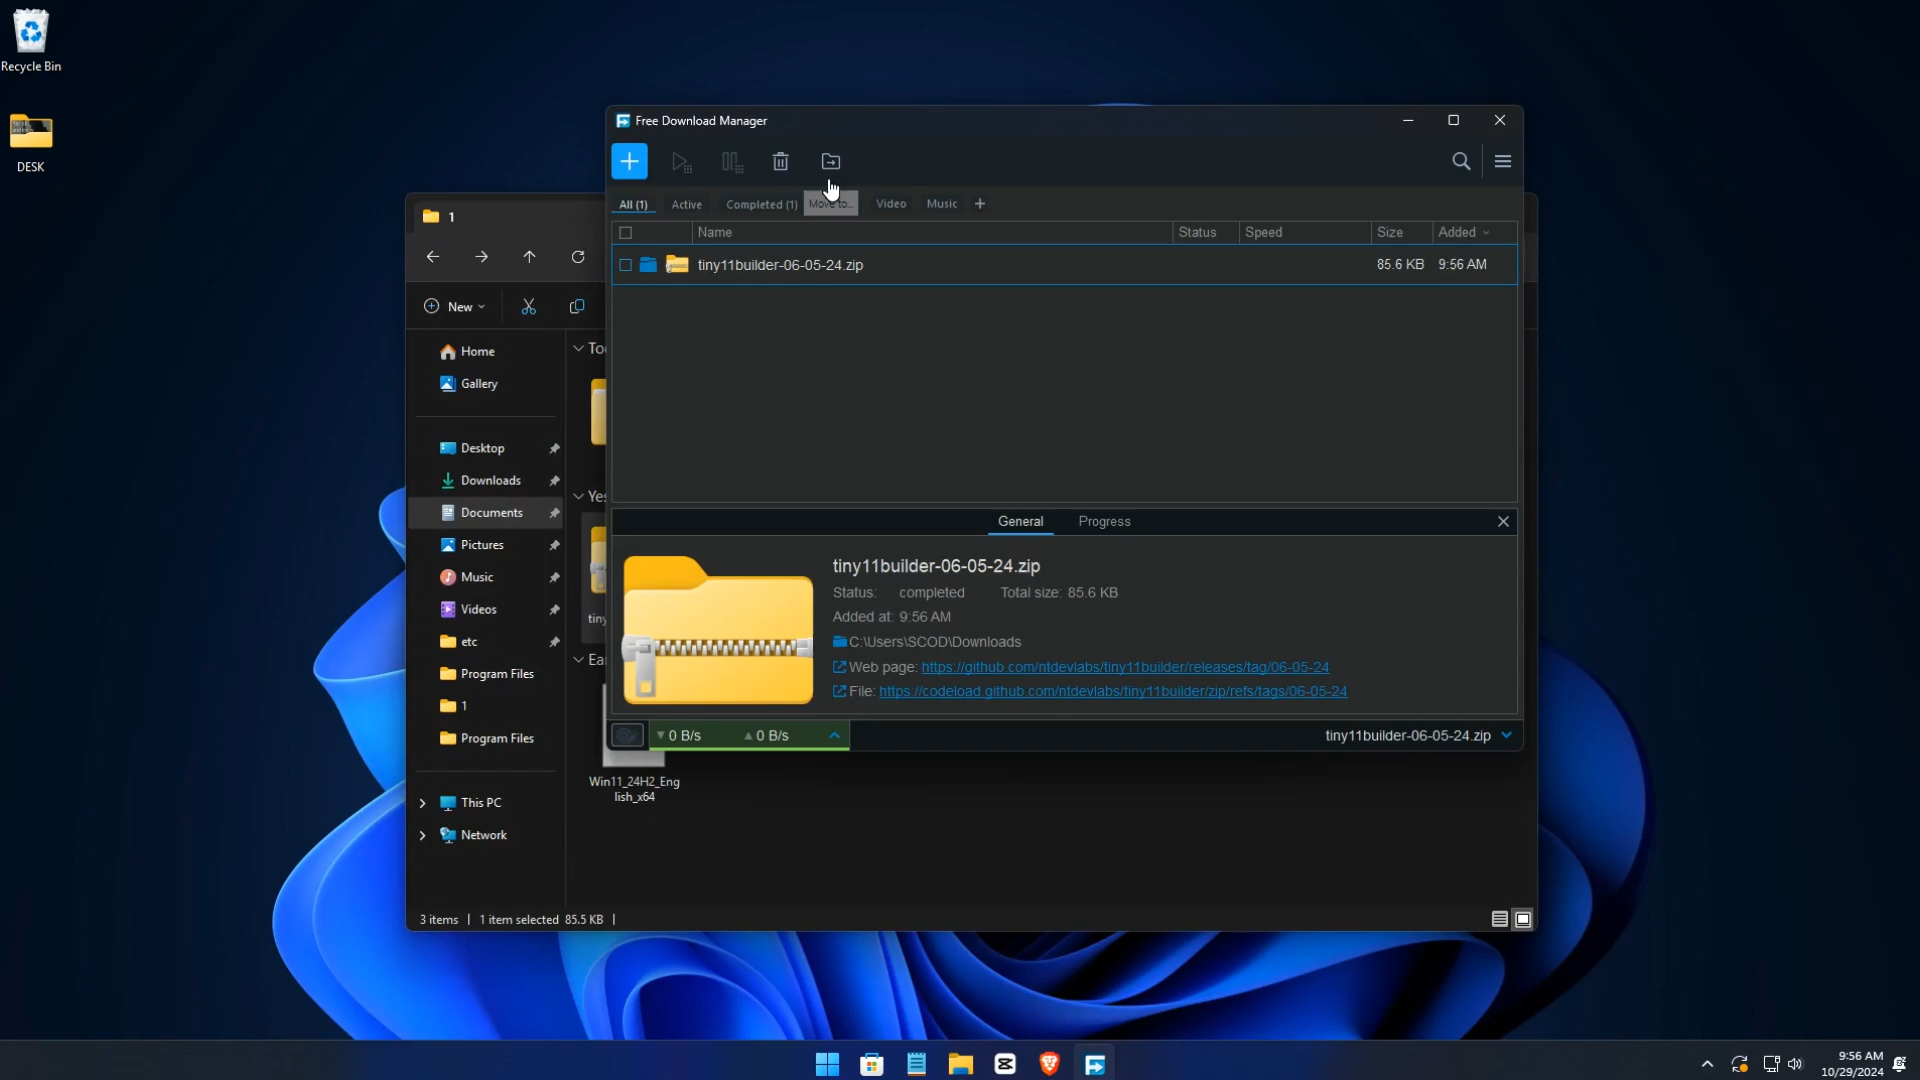 Recycle Bin
DESK
1
New
Home
Gallery
Desktop
Downloads
Documents
Pictures
Music
Videos
etc
Program Files
1
Program Files
This PC
Network
Win11_24H2_Eng
lish_x64
3 items | 1 item selected 85.5 KB |
Free Download Manager
All (1) Active Completed (1) Move to... Video Music
Name Status Speed Size Added
tiny11builder-06-05-24.zip 85.6 KB 9:56 AM
General Progress
tiny11builder-06-05-24.zip
Status: completed Total size: 85.6 KB
Added at: 9:56 AM
C:\Users\SCOD\Downloads
Web page: https://github.com/ntdevlabs/tiny11builder/releases/tag/06-05-24
File: https://codeload.github.com/ntdevlabs/tiny11builder/zip/refs/tags/06-05-24
0 B/s 0 B/s tiny11builder-06-05-24.zip
9:56 AM
10/29/2024